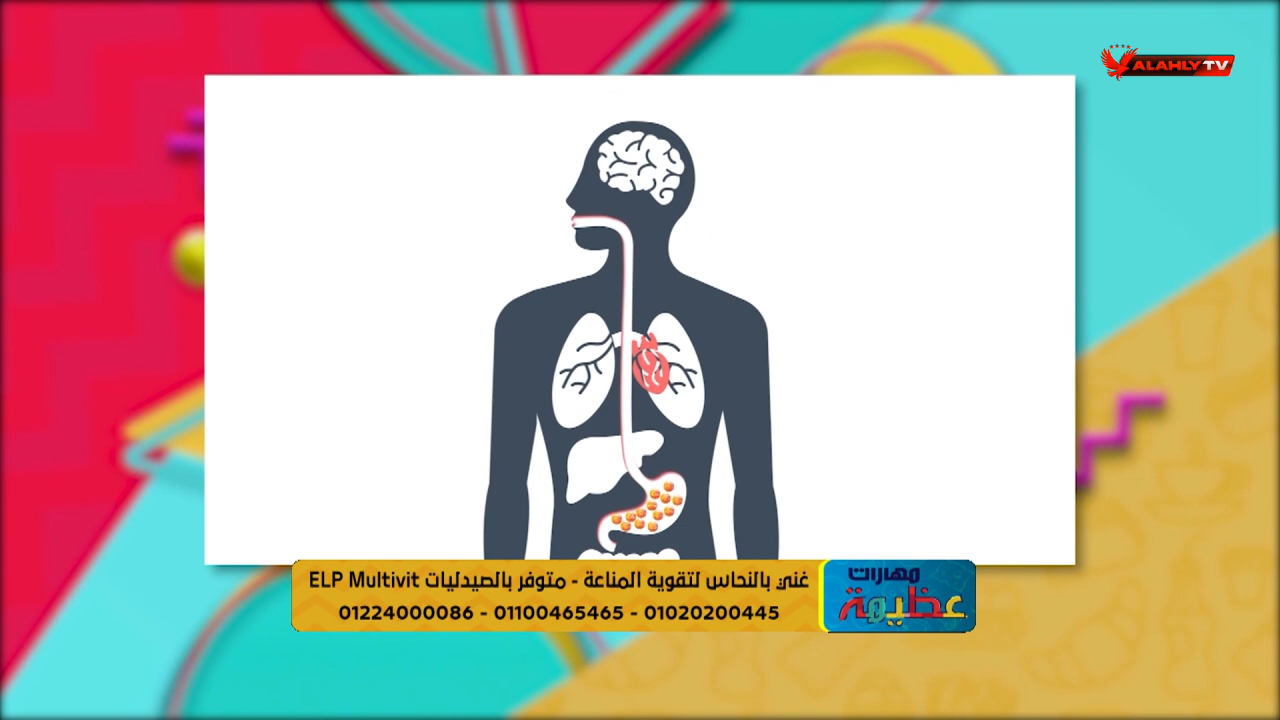 ALAHLY TV
غني بالنحاس لتقوية المناعة - متوفر بالصيدليات ELP Multivit
01224000086 - 01100465465 - 01020200445
مهارات
عظيمة